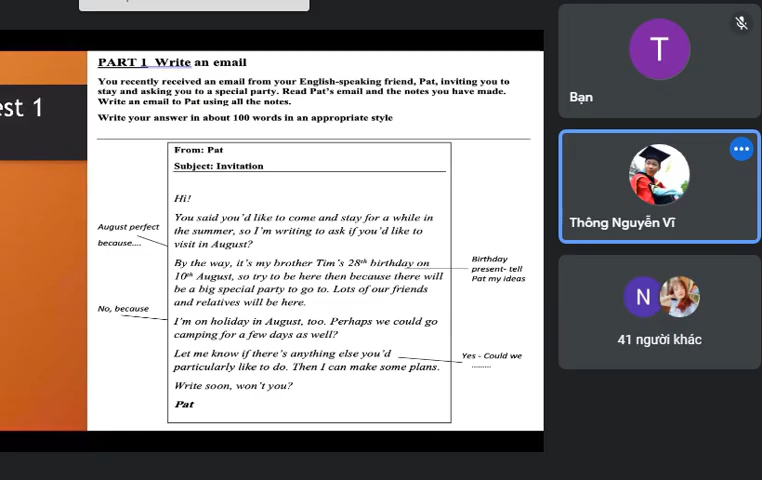 est 1
PART 1 Write an email
You recently received an email from your English-speaking friend, Pat, inviting you to
stay and asking you to a special party. Read Pat's email and the notes you have made.
Write an email to Pat using all the notes.
Write your answer in about 100 words in an appropriate style
From: Pat
Subject: Invitation
Hi!
You said you'd like to come and stay for a while in
the summer, so I'm writing to ask if you'd like to
visit in August?
August perfect
because....
By the way, it's my brother Tim's 28th birthday on
10th August, so try to be here then because there will
be a big special party to go to. Lots of our friends
and relatives will be here.
Birthday
present- tell
Pat my ideas
No, because
I'm on holiday in August, too. Perhaps we could go
camping for a few days as well?
Let me know if there's anything else you'd
particularly like to do. Then I can make some plans.
Yes - Could we
.........
Write soon, won't you?
Pat
T
Bạn
Thông Nguyễn Vĩ
N
41 người khác